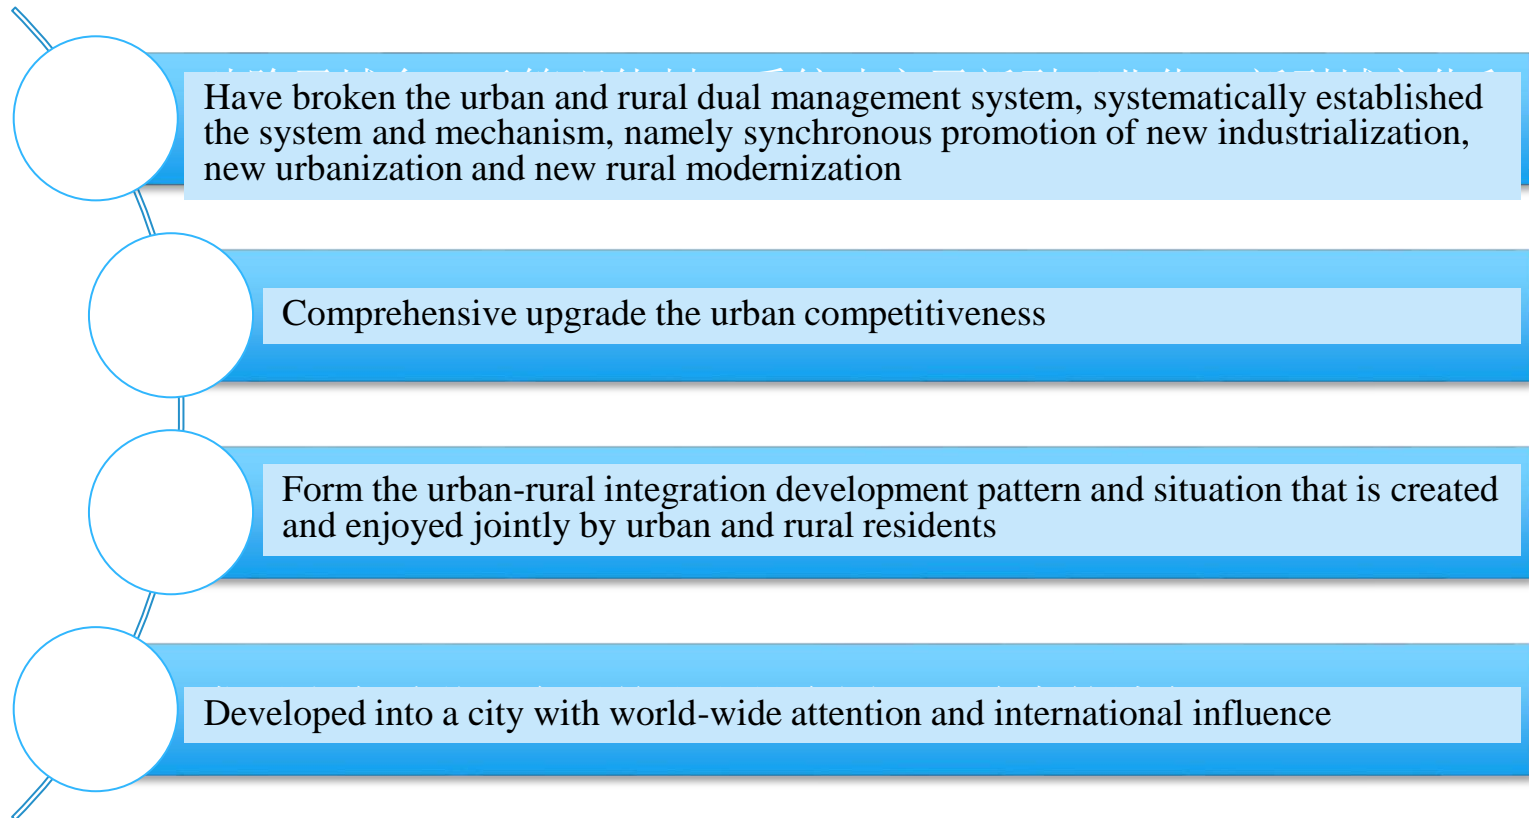 Have broken the urban and rural dual management system, systematically established
the system and mechanism, namely synchronous promotion of new industrialization,
new urbanization and new rural modernization
Comprehensive upgrade the urban competitiveness
Form the urban-rural integration development pattern and situation that is created
and enjoyed jointly by urban and rural residents
Developed into a city with world-wide attention and international influence